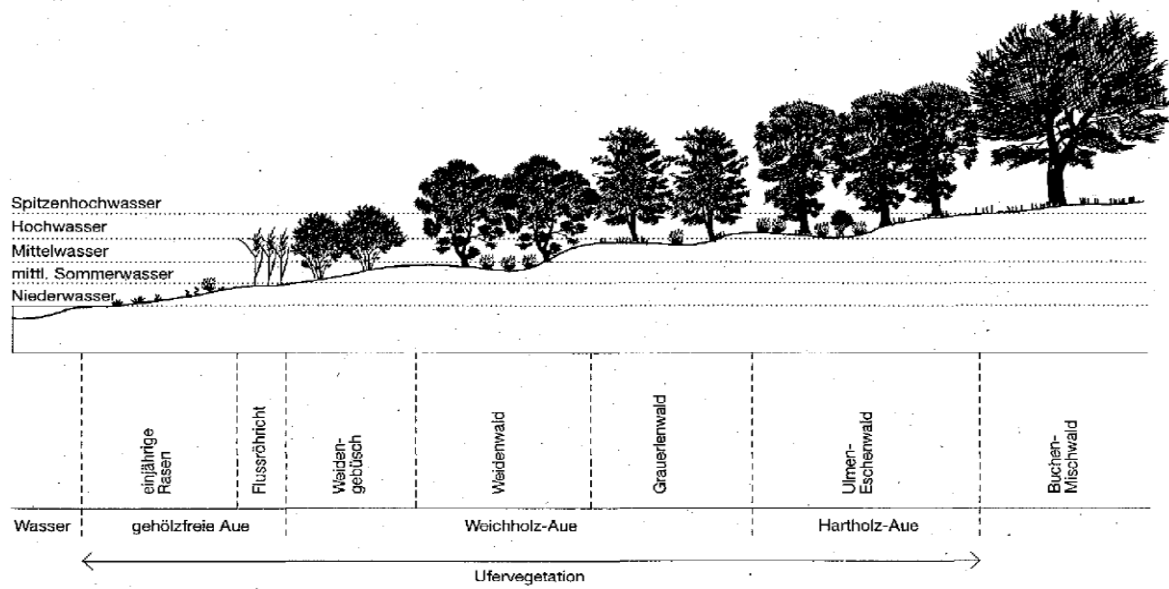 Spitzenhochwasser
Hochwasser
Mittelwasser
mittl. Sommerwasser
Niederwasser
einjährige
Rasen
Flussröhricht
Weiden-
gebüsch
Weidenwald
Grauerlenwald
Ulmen-
Eschenwald
Buchen-
Mischwald
Wasser
gehölzfreie Aue
Weichholz-Aue
Hartholz-Aue
Ufervegetation